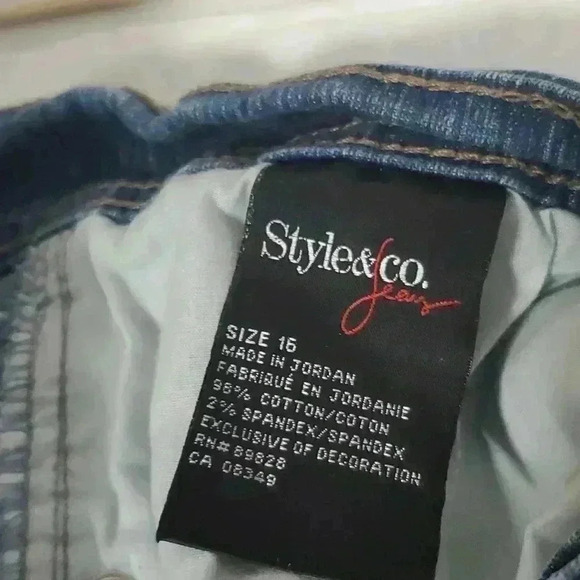 Style&co.
Jeans
SIZE 16
MADE IN JORDAN
FABRIQUÉ EN JORDANIE
98% COTTON/COTON
2% SPANDEX/SPANDEX
EXCLUSIVE OF DECORATION
RN# 89828
CA 08349